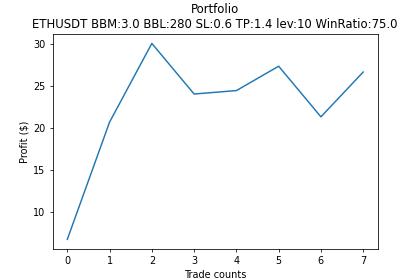 Portfolio
ETHUSDT BBM:3.0 BBL:280 SL:0.6 TP:1.4 lev:10 WinRatio:75.0
30
25
20
15
10
Profit ($)
0 1 2 3 4 5 6 7
Trade counts